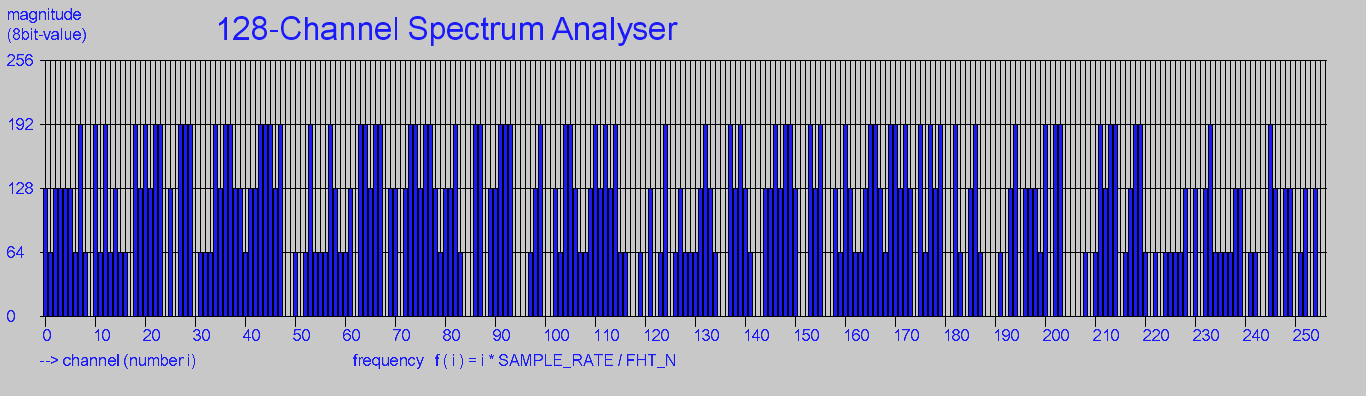 magnitude
(8bit-value)
128-Channel Spectrum Analyser
256
192
128
64
0
0 10 20 30 40 50 60 70 80 90 100 110 120 130 140 150 160 170 180 190 200 210 220 230 240 250
--> channel (number i)
frequency f ( i ) = i * SAMPLE_RATE / FHT_N